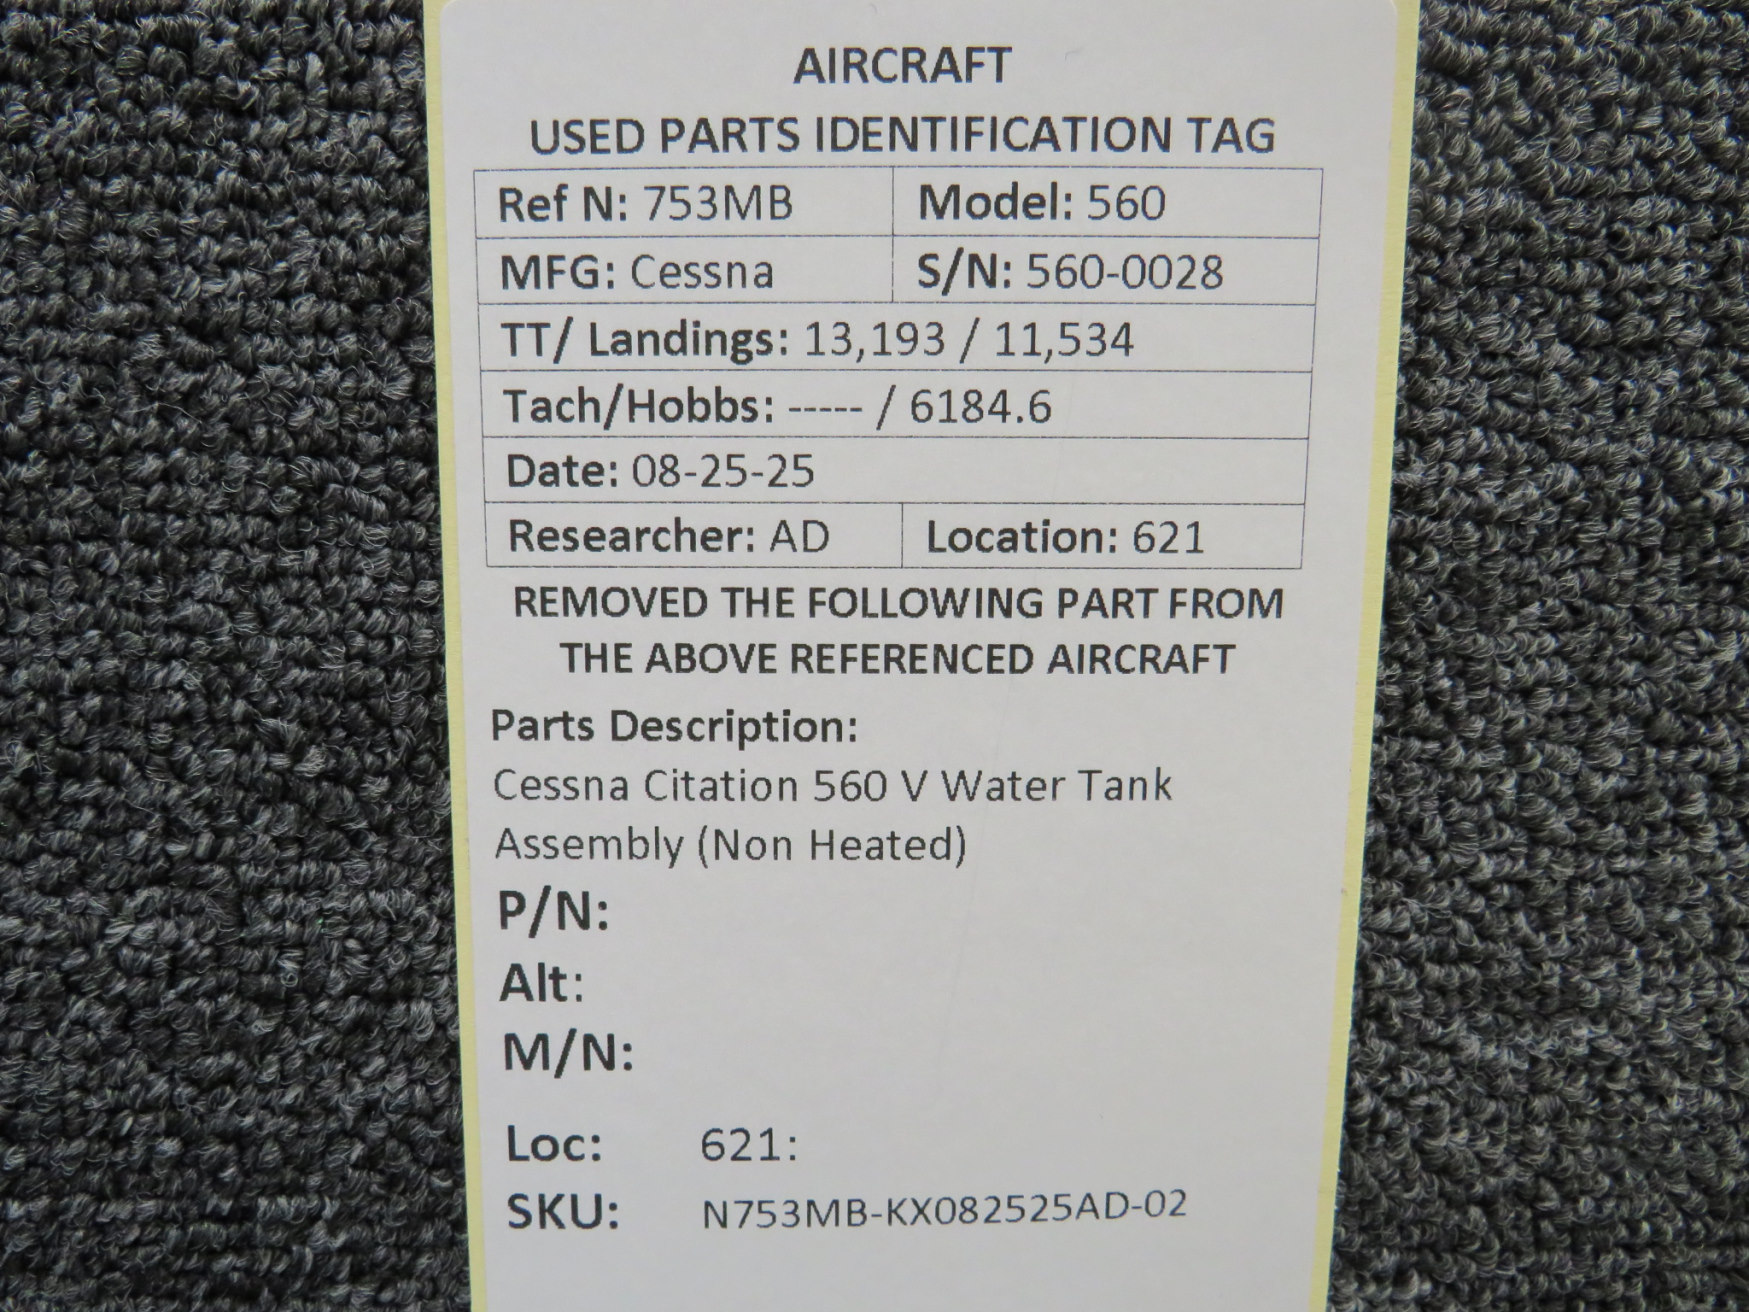 AIRCRAFT
USED PARTS IDENTIFICATION TAG
Ref N: 753MB Model: 560
MFG: Cessna S/N: 560-0028
TT/ Landings: 13,193 / 11,534
Tach/Hobbs: ----- / 6184.6
Date: 08-25-25
Researcher: AD Location: 621
REMOVED THE FOLLOWING PART FROM
THE ABOVE REFERENCED AIRCRAFT
Parts Description:
Cessna Citation 560 V Water Tank
Assembly (Non Heated)
P/N:
Alt:
M/N:
Loc: 621:
SKU: N753MB-KX082525AD-02